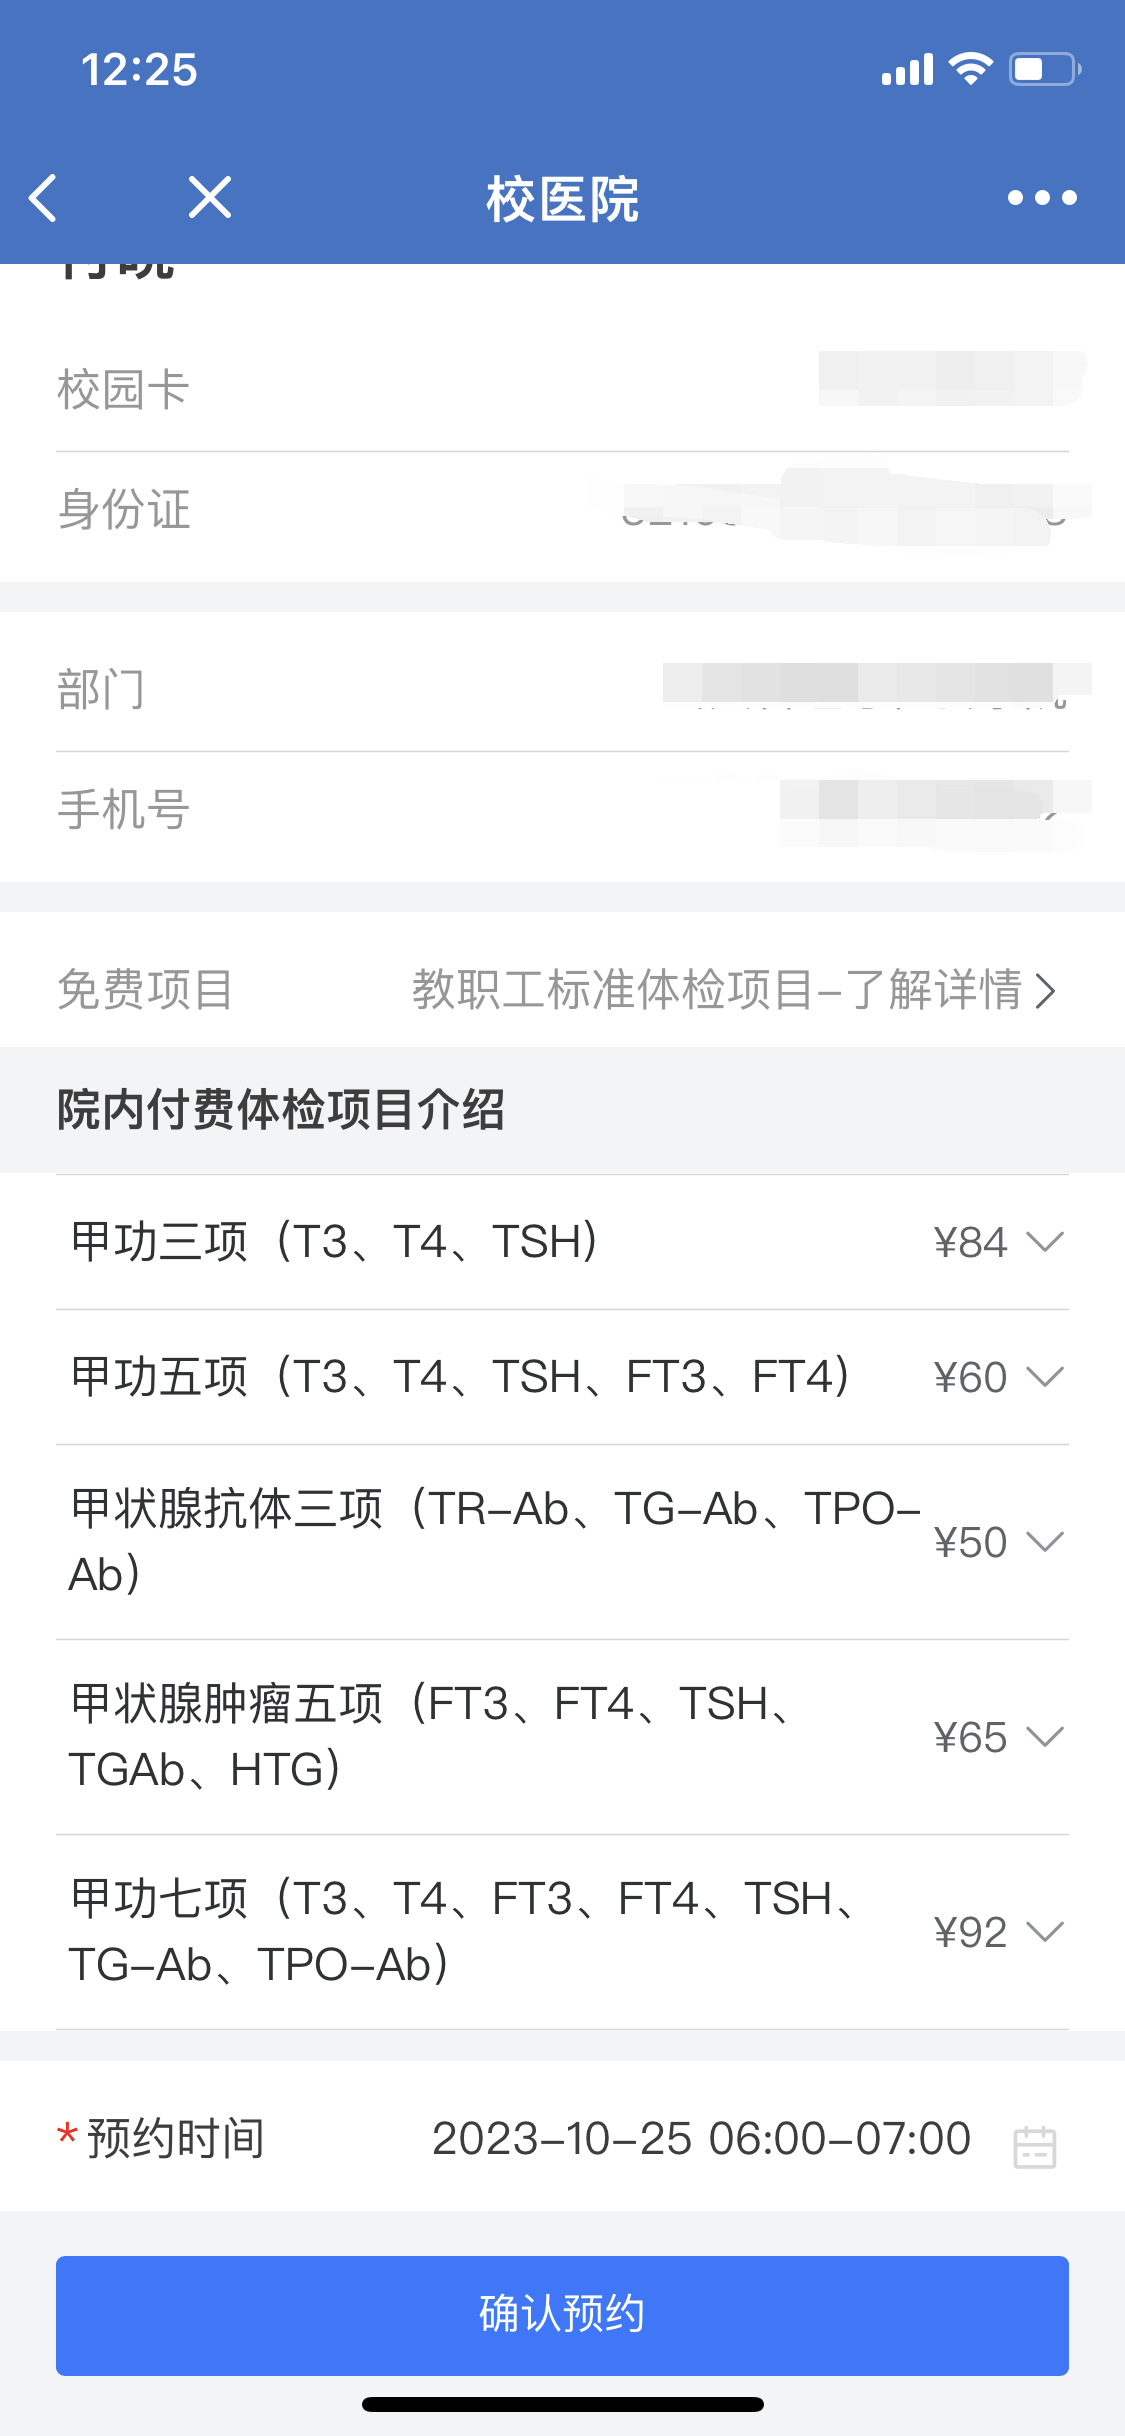 12:25
校医院
校园卡
身份证
部门
手机号
免费项目 教职工标准体检项目-了解详情
院内付费体检项目介绍
甲功三项（T3、T4、TSH） ¥84
甲功五项（T3、T4、TSH、FT3、FT4） ¥60
甲状腺抗体三项（TR-Ab、TG-Ab、TPO-
Ab） ¥50
甲状腺肿瘤五项（FT3、FT4、TSH、
TGAb、HTG） ¥65
甲功七项（T3、T4、FT3、FT4、TSH、
TG-Ab、TPO-Ab） ¥92
*预约时间 2023-10-25 06:00-07:00
确认预约